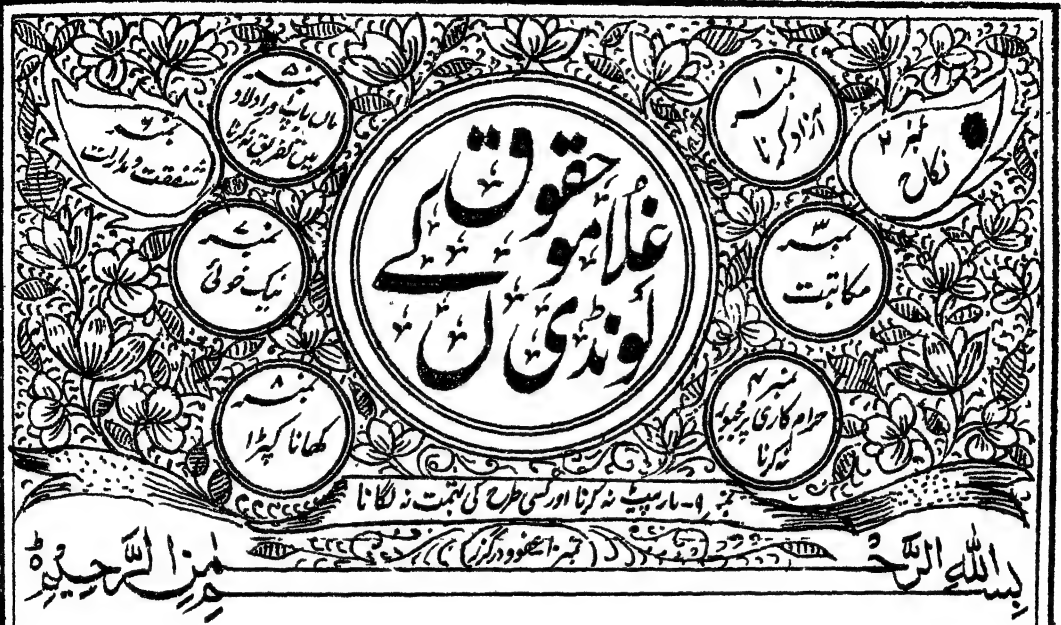 حقوق
غلاموں
لونڈی کے
نمبر ۱
آزاد کرنا
نمبر ۲
نکاح
نمبر ۳
مکاتبت
نمبر ۴
حرام کاری پر مجبور
نہ کرنا
نمبر ۵
ماں باپ اور اولاد
میں تفریق نہ کرنا
نمبر ۶
شفقت و مدارات
نمبر ۷
نیک خوئی
نمبر ۸
کھانا کپڑا
نمبر ۹۔ مار پیٹ نہ کرنا اور کسی طرح کی تہمت نہ لگانا
(نمبر ۱۰ عفو و درگزر)
بسم اللہ الرحمن الرحیم